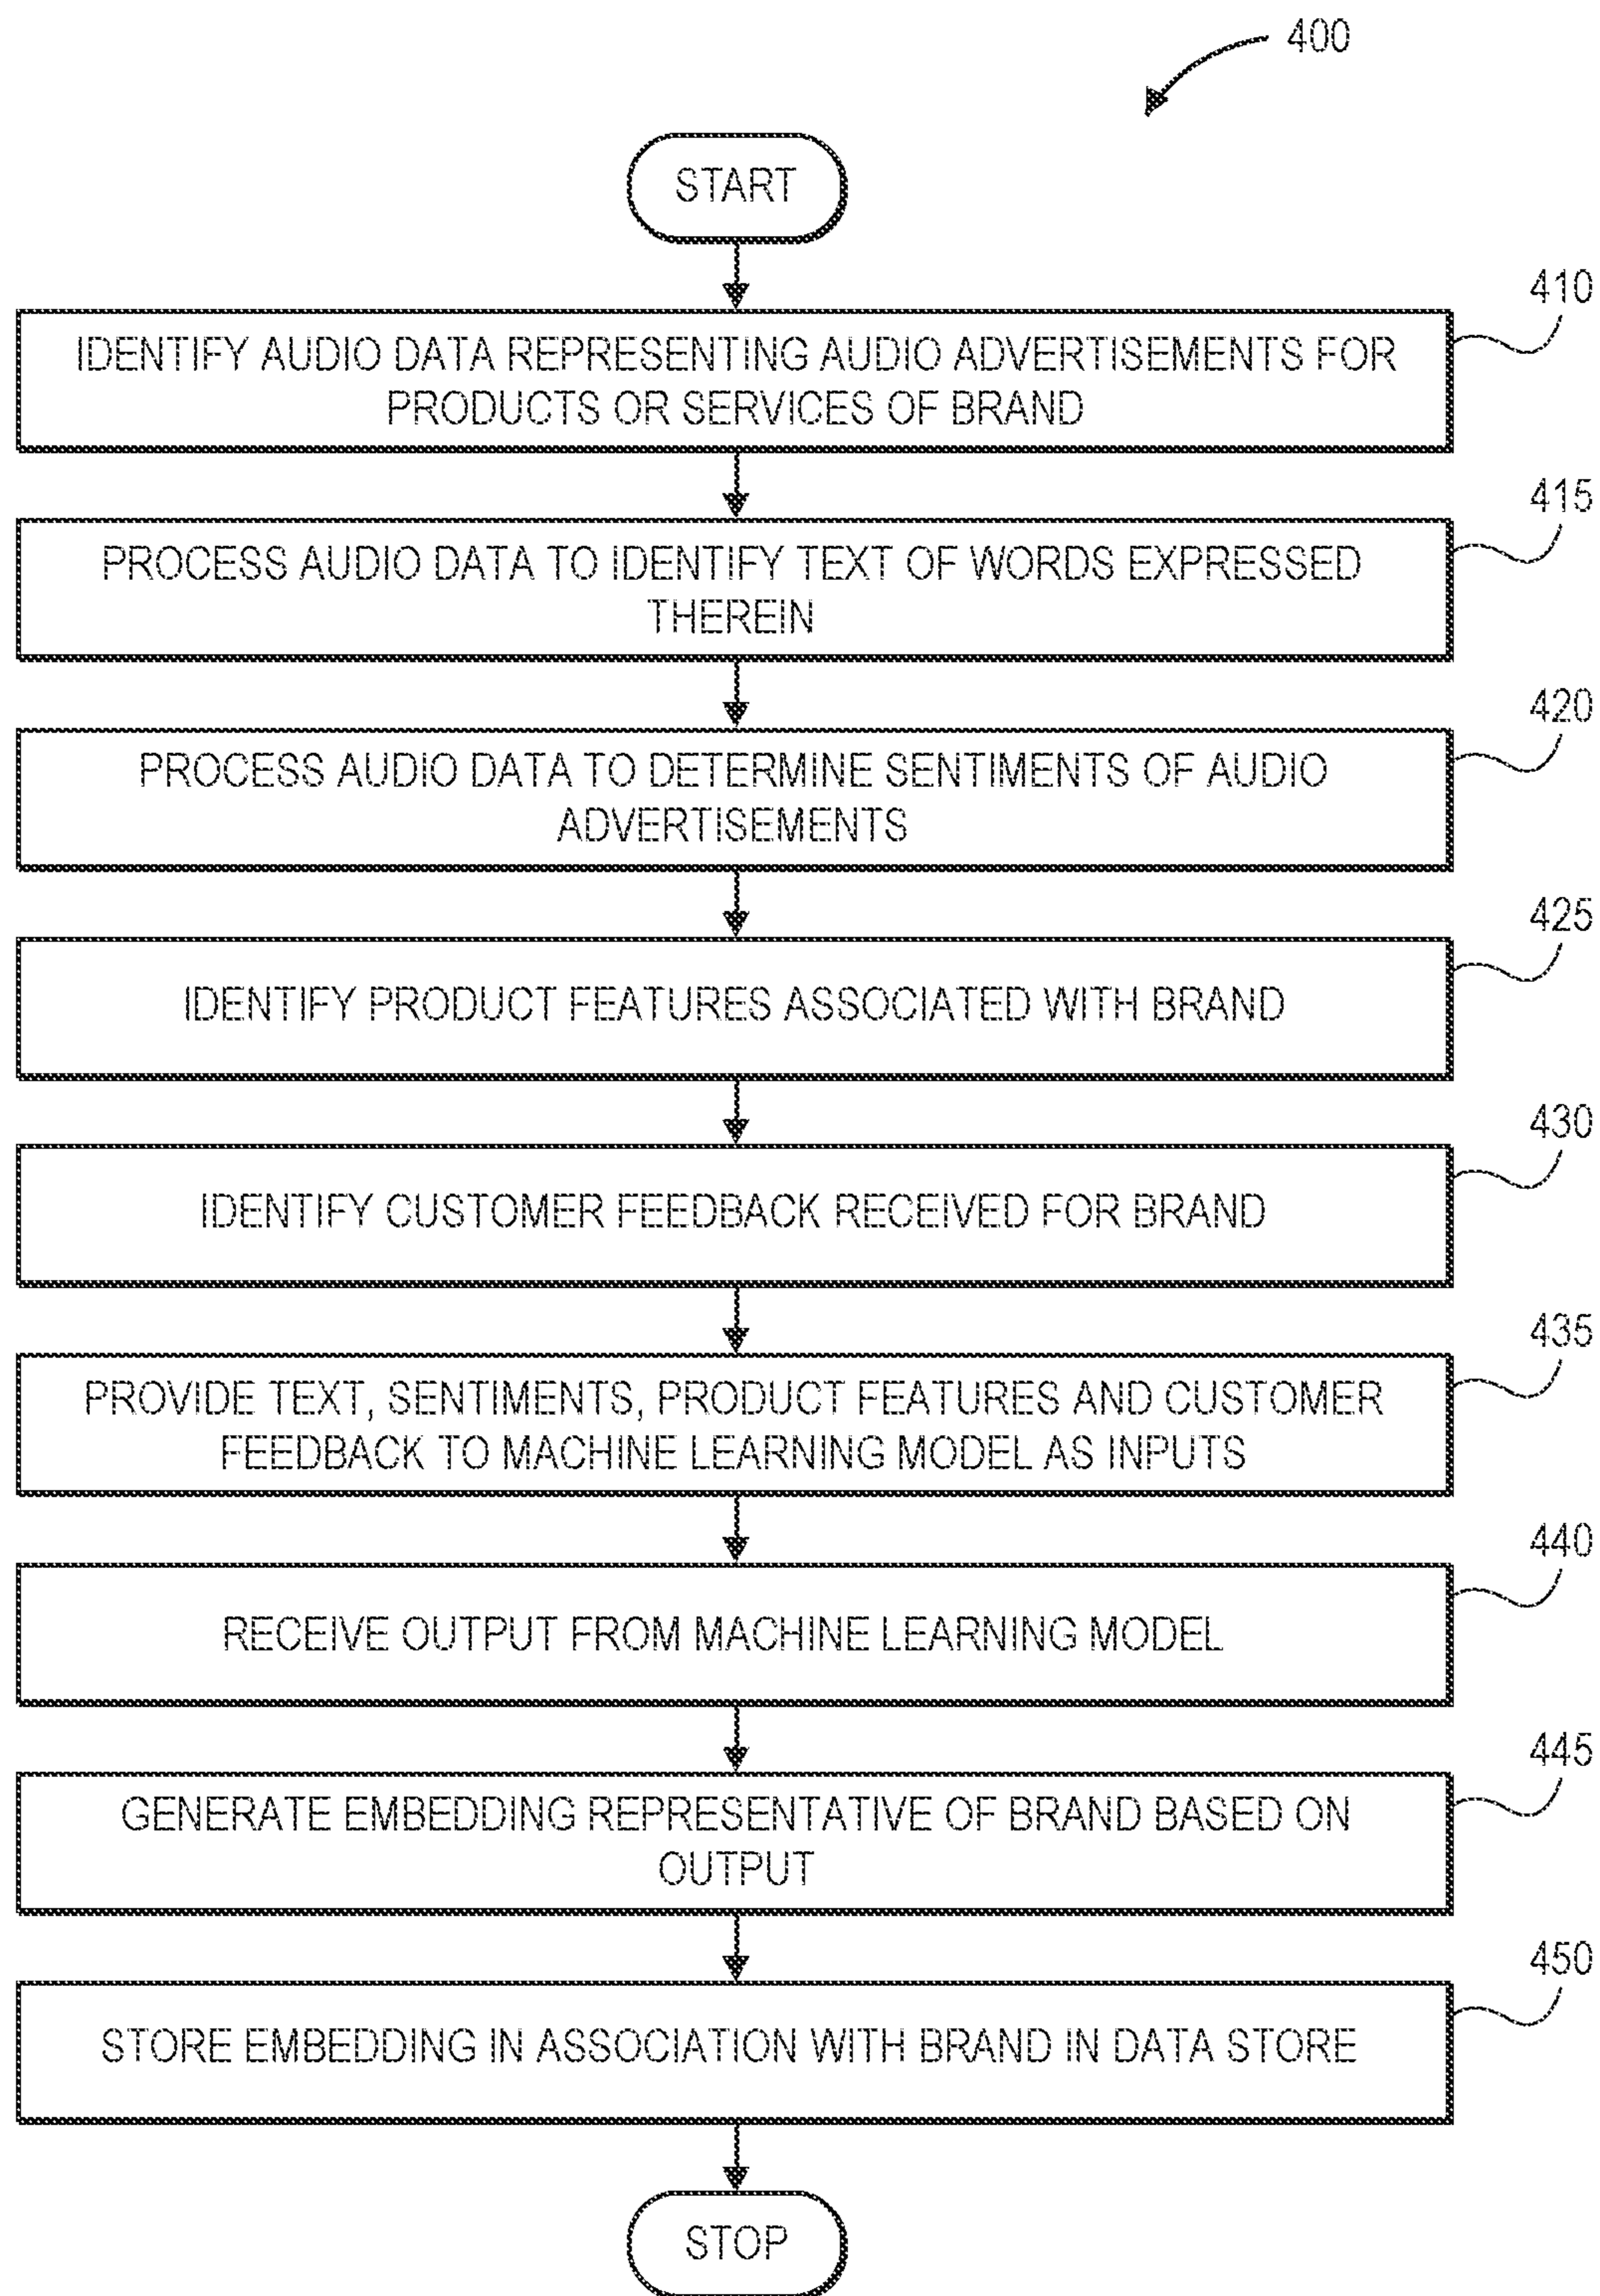 400
START
410
IDENTIFY AUDIO DATA REPRESENTING AUDIO ADVERTISEMENTS FOR
PRODUCTS OR SERVICES OF BRAND
415
PROCESS AUDIO DATA TO IDENTIFY TEXT OF WORDS EXPRESSED
THEREIN
420
PROCESS AUDIO DATA TO DETERMINE SENTIMENTS OF AUDIO
ADVERTISEMENTS
425
IDENTIFY PRODUCT FEATURES ASSOCIATED WITH BRAND
430
IDENTIFY CUSTOMER FEEDBACK RECEIVED FOR BRAND
435
PROVIDE TEXT, SENTIMENTS, PRODUCT FEATURES AND CUSTOMER
FEEDBACK TO MACHINE LEARNING MODEL AS INPUTS
440
RECEIVE OUTPUT FROM MACHINE LEARNING MODEL
445
GENERATE EMBEDDING REPRESENTATIVE OF BRAND BASED ON
OUTPUT
450
STORE EMBEDDING IN ASSOCIATION WITH BRAND IN DATA STORE
STOP